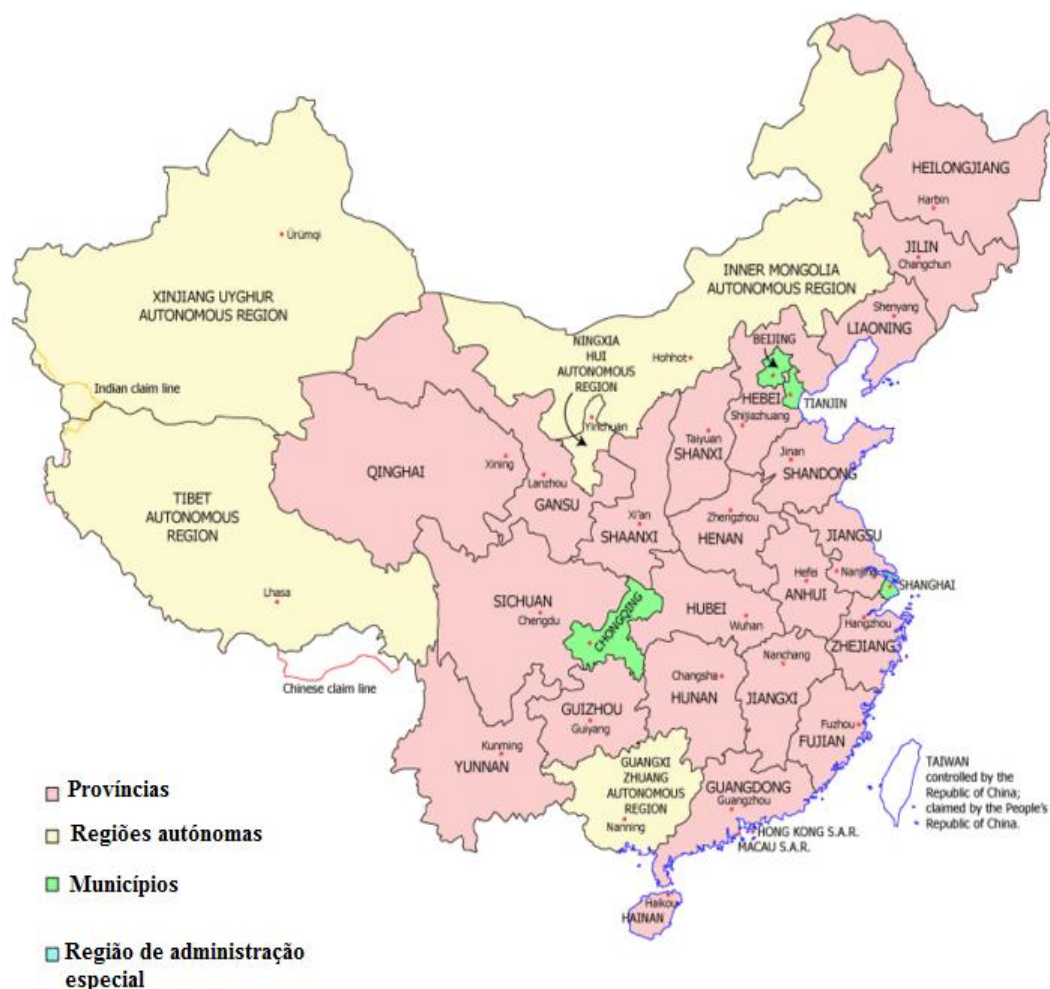 HEILONGJIANG
Harbin
JILIN
Changchun
Ürümqi
INNER MONGOLIA
AUTONOMOUS REGION
XINJIANG UYGHUR
AUTONOMOUS REGION
Shenyang
LIAONING
NINGXIA
HUI
AUTONOMOUS
REGION
Hohhot
BEIJING
Indian claim line
HEBEI
TIANJIN
Shijiazhuang
Yinchuan
Taiyuan
SHANXI
Jinan
SHANDONG
QINGHAI
Xining
Lanzhou
GANSU
TIBET
AUTONOMOUS
REGION
Xi'an
SHAANXI
Zhengzhou
HENAN
JIANGSU
Hefei
Nanjing
ANHUI
SHANGHAI
Lhasa
SICHUAN
Chengdu
CHONGQING
HUBEI
Wuhan
Hangzhou
ZHEJIANG
Chinese claim line
Nanchang
Changsha
HUNAN
JIANGXI
GUIZHOU
Guiyang
Fuzhou
FUJIAN
Kunming
YUNNAN
GUANGXI
ZHUANG
AUTONOMOUS
REGION
Nanning
GUANGDONG
Guangzhou
TAIWAN
controlled by the
Republic of China;
claimed by the People's
Republic of China.
HONG KONG S.A.R.
MACAU S.A.R.
Haikou
HAINAN
Províncias
Regiões autónomas
Municípios
Região de administração
especial